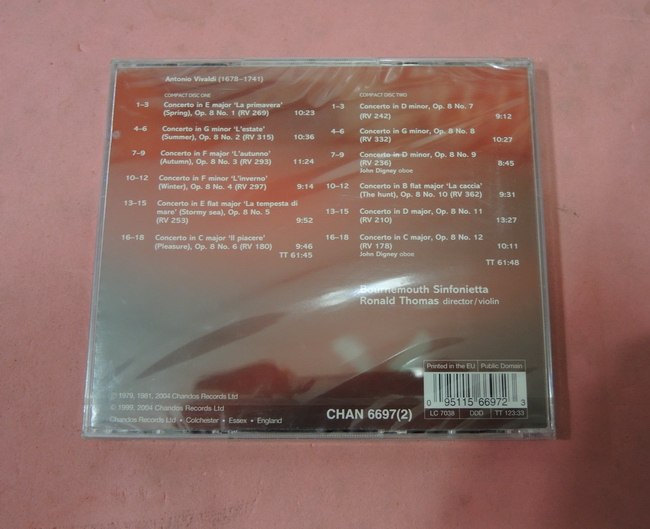 Antonio Vivaldi (1678–1741)
COMPACT DISC ONE
1–3 Concerto in E major 'La primavera'
(Spring), Op. 8 No. 1 (RV 269) 10:23
4–6 Concerto in G minor 'L'estate'
(Summer), Op. 8 No. 2 (RV 315) 10:36
7–9 Concerto in F major 'L'autunno'
(Autumn), Op. 8 No. 3 (RV 293) 11:24
10–12 Concerto in F minor 'L'inverno'
(Winter), Op. 8 No. 4 (RV 297) 9:14
13–15 Concerto in E flat major 'La tempesta di
mare' (Stormy sea), Op. 8 No. 5
(RV 253) 9:52
16–18 Concerto in C major 'Il piacere'
(Pleasure), Op. 8 No. 6 (RV 180) 9:46
TT 61:45
COMPACT DISC TWO
1–3 Concerto in D minor, Op. 8 No. 7
(RV 242) 9:12
4–6 Concerto in G minor, Op. 8 No. 8
(RV 332) 10:27
7–9 Concerto in D minor, Op. 8 No. 9
(RV 236) 8:45
John Digney oboe
10–12 Concerto in B flat major 'La caccia'
(The hunt), Op. 8 No. 10 (RV 362) 9:31
13–15 Concerto in D major, Op. 8 No. 11
(RV 210) 13:27
16–18 Concerto in C major, Op. 8 No. 12
(RV 178) 10:11
John Digney oboe
TT 61:48
Bournemouth Sinfonietta
Ronald Thomas director/violin
℗ 1979, 1981, 2004 Chandos Records Ltd
© 1999, 2004 Chandos Records Ltd
Chandos Records Ltd • Colchester • Essex • England
CHAN 6697(2)
Printed in the EU Public Domain
0 95115 66972 3
LC 7038 DDD TT 123:33